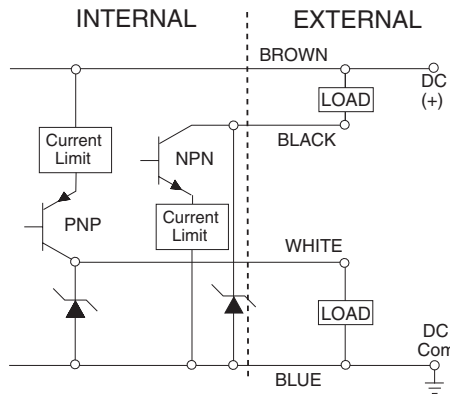 INTERNAL
EXTERNAL
BROWN
DC
(+)
LOAD
BLACK
Current
Limit
NPN
PNP
Current
Limit
WHITE
LOAD
DC
Com
BLUE